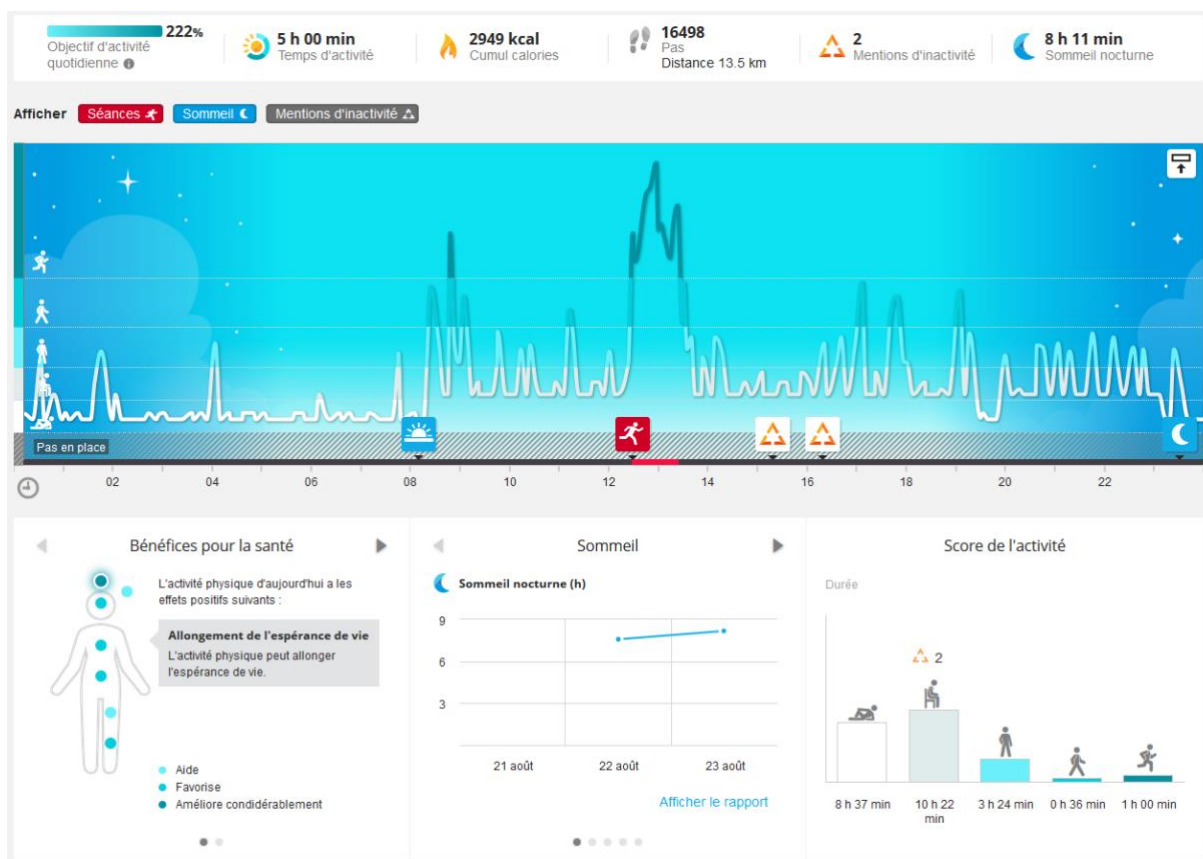 222%
Objectif d'activité
quotidienne
5 h 00 min
Temps d'activité
2949 kcal
Cumul calories
16498
Pas
Distance 13.5 km
2
Mentions d'inactivité
8 h 11 min
Sommeil nocturne
Afficher Séances Sommeil Mentions d'inactivité
Pas en place
02 04 06 08 10 12 14 16 18 20 22
Bénéfices pour la santé
L'activité physique d'aujourd'hui a les
effets positifs suivants :
Allongement de l'espérance de vie
L'activité physique peut allonger
l'espérance de vie.
Aide
Favorise
Améliore condidérablement
Sommeil
Sommeil nocturne (h)
9
6
3
21 août 22 août 23 août
Afficher le rapport
Score de l'activité
Durée
2
8 h 37 min 10 h 22 min 3 h 24 min 0 h 36 min 1 h 00 min